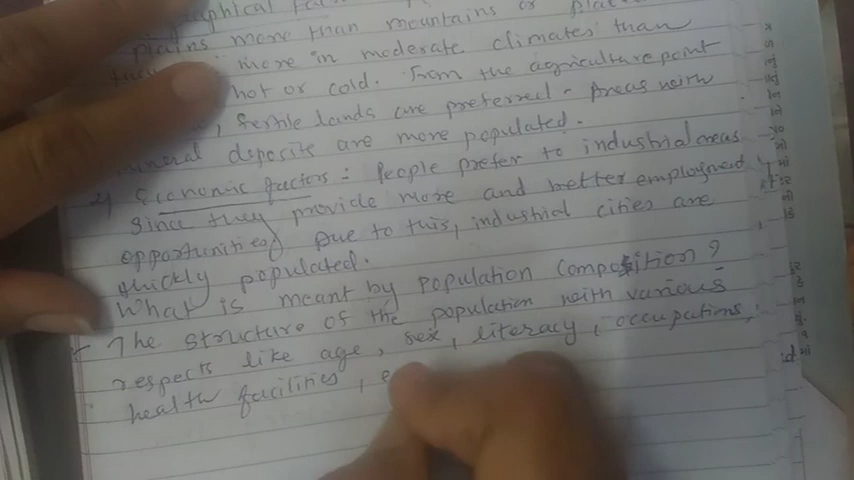 graphical
plains more than mountains or
more in moderate climates than
hot or cold. From the agriculture point
, fertile lands are preferred. Areas with
mineral deposits are more populated.
2) Economic factors: People prefer to industrial areas
since they provide more and better employment
opportunities. Due to this, industrial cities are
thickly populated.
What is meant by population composition?
The structure of the population with various
respects like age, sex, literacy, occupations,
health facilities, e